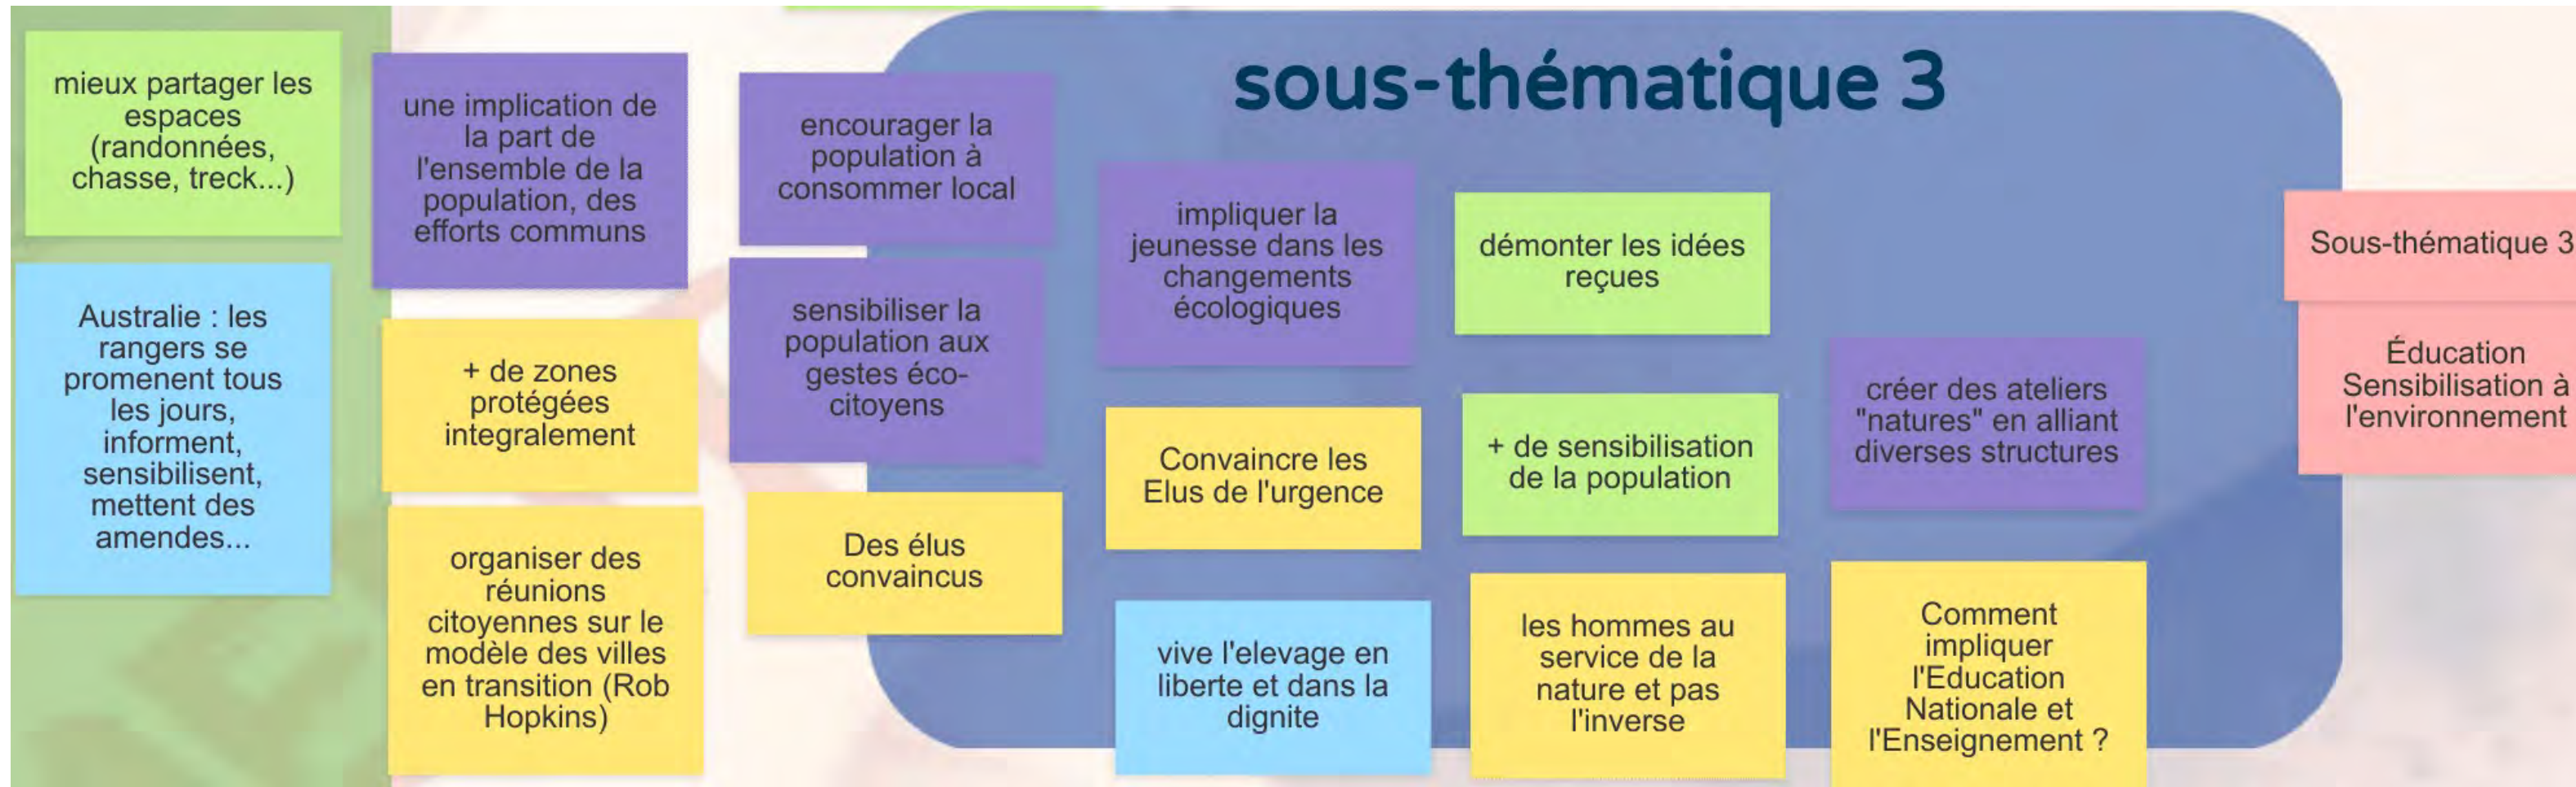 sous-thématique 3
mieux partager les
espaces
(randonnées,
chasse, treck...)
Australie : les
rangers se
promenent tous
les jours,
informent,
sensibilisent,
mettent des
amendes...
une implication de
la part de
l'ensemble de la
population, des
efforts communs
+ de zones
protégées
integralement
organiser des
réunions
citoyennes sur le
modèle des villes
en transition (Rob
Hopkins)
encourager la
population à
consommer local
sensibiliser la
population aux
gestes éco-
citoyens
Des élus
convaincus
impliquer la
jeunesse dans les
changements
écologiques
Convaincre les
Elus de l'urgence
vive l'elevage en
liberte et dans la
dignite
démonter les idées
reçues
+ de sensibilisation
de la population
les hommes au
service de la
nature et pas
l'inverse
créer des ateliers
"natures" en alliant
diverses structures
Comment
impliquer
l'Education
Nationale et
l'Enseignement ?
Sous-thématique 3
Éducation
Sensibilisation à
l'environnement